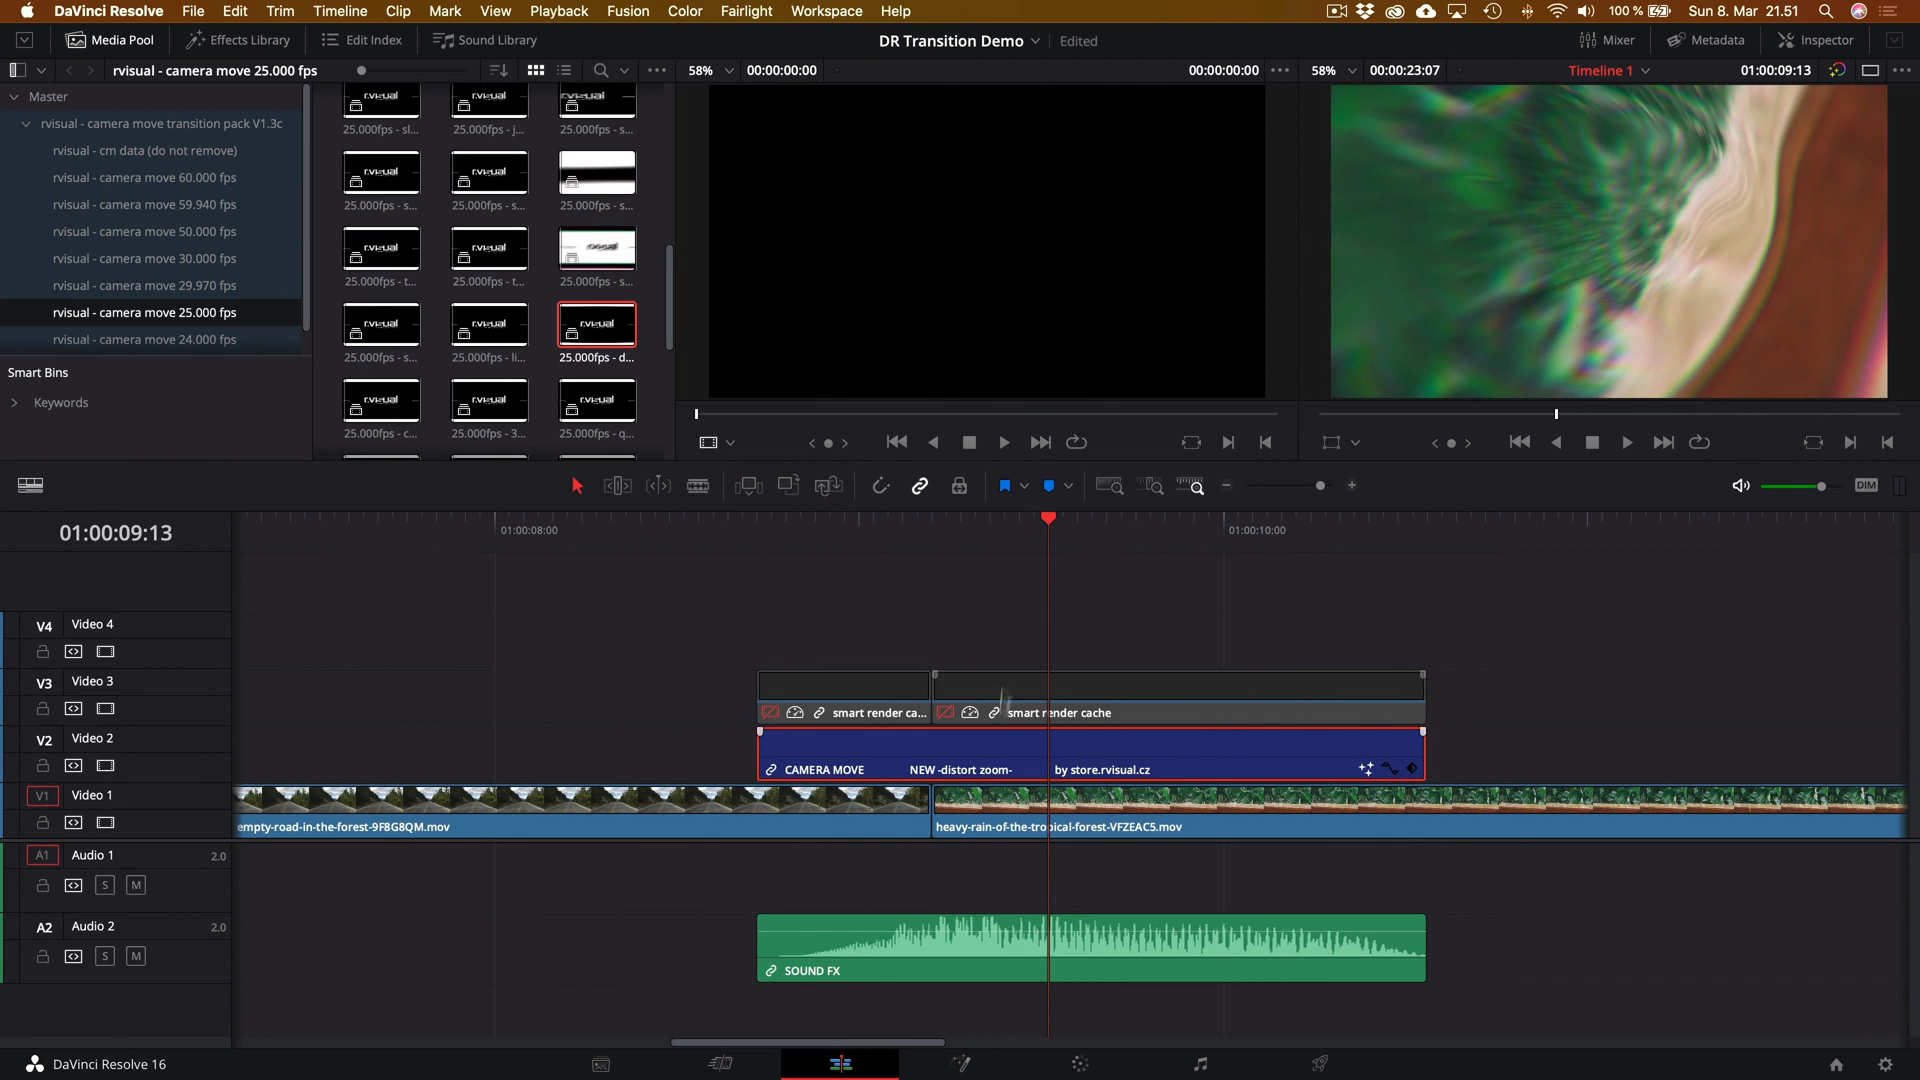 DaVinci Resolve File Edit Trim Timeline Clip Mark View Playback Fusion Color Fairlight Workspace Help 100 % Sun 8. Mar 21.51
Media Pool Effects Library Edit Index Sound Library DR Transition Demo Edited Mixer Metadata Inspector
rvisual - camera move 25.000 fps 58% 00:00:00:00 00:00:00:00 58% 00:00:23:07 Timeline 1 01:00:09:13
Master
rvisual - camera move transition pack V1.3c
rvisual - cm data (do not remove)
rvisual - camera move 60.000 fps
rvisual - camera move 59.940 fps
rvisual - camera move 50.000 fps
rvisual - camera move 30.000 fps
rvisual - camera move 29.970 fps
rvisual - camera move 25.000 fps
rvisual - camera move 24.000 fps
Smart Bins
Keywords
25.000fps - sl... 25.000fps - j... 25.000fps - s...
25.000fps - s... 25.000fps - s... 25.000fps - s...
25.000fps - t... 25.000fps - t... 25.000fps - s...
25.000fps - s... 25.000fps - li... 25.000fps - d...
25.000fps - c... 25.000fps - 3... 25.000fps - q...
DIM
01:00:09:13
01:00:08:00 01:00:10:00
V4 Video 4
V3 Video 3
smart render ca... smart render cache
V2 Video 2
CAMERA MOVE NEW -distort zoom- by store.rvisual.cz
V1 Video 1
empty-road-in-the-forest-9F8G8QM.mov heavy-rain-of-the-tropical-forest-VFZEAC5.mov
A1 Audio 1 2.0
S M
A2 Audio 2 2.0
S M
SOUND FX
DaVinci Resolve 16